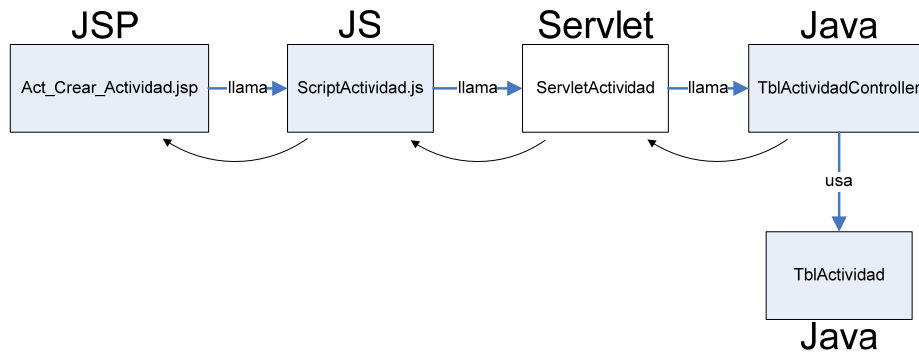 JSP
JS
Servlet
Java
Act_Crear_Actividad.jsp
llama
ScriptActividad.js
llama
ServletActividad
llama
TblActividadController
usa
TblActividad
Java